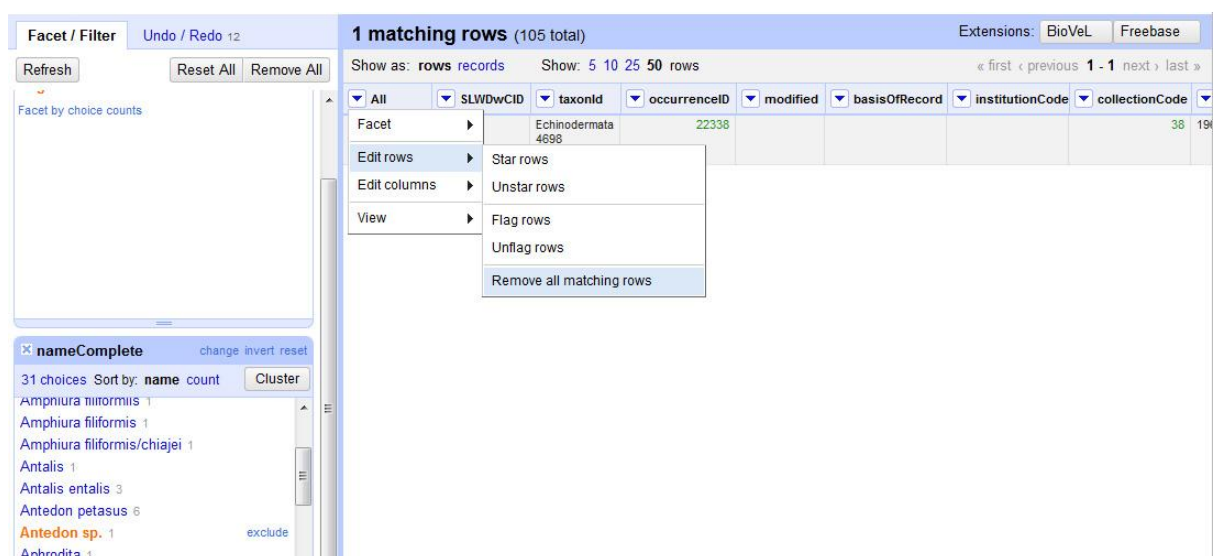 Facet / Filter Undo / Redo 12
Refresh Reset All Remove All
Facet by choice counts
nameComplete change invert reset
31 choices Sort by: name count Cluster
Amphiura filiformiis 1
Amphiura filiformis 1
Amphiura filiformis/chiajei 1
Antalis 1
Antalis entalis 3
Antedon petasus 6
Antedon sp. 1 exclude
Aphrodita 1
1 matching rows (105 total) Extensions: BioVeL Freebase
Show as: rows records Show: 5 10 25 50 rows « first ‹ previous 1 - 1 next › last »
All SLWDwCID taxonId occurrenceID modified basisOfRecord institutionCode collectionCode
Echinodermata 22338 38
4698
Facet
Edit rows
Edit columns
View
Star rows
Unstar rows
Flag rows
Unflag rows
Remove all matching rows